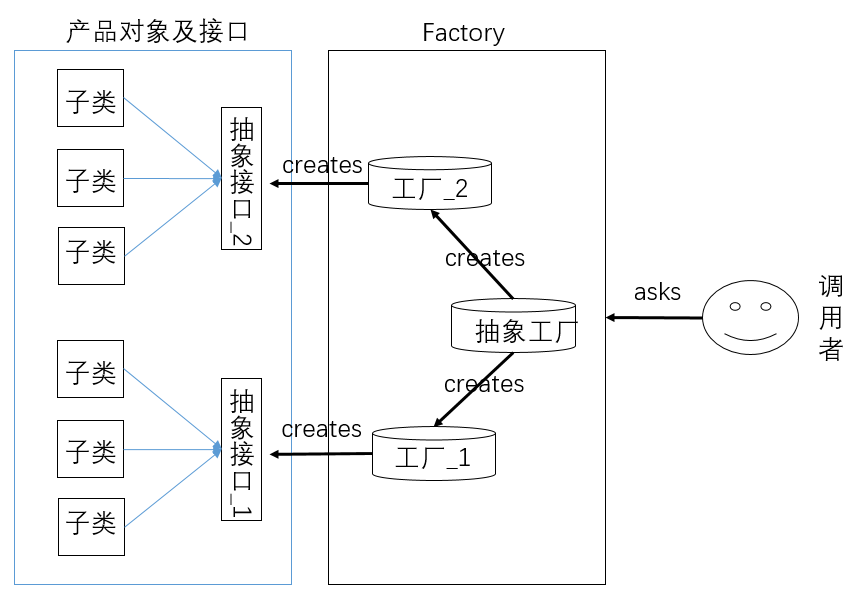 产品对象及接口
Factory
子类
子类
子类
抽象接口_2
creates
工厂_2
creates
抽象工厂
asks
调用者
creates
子类
子类
子类
抽象接口_1
creates
工厂_1